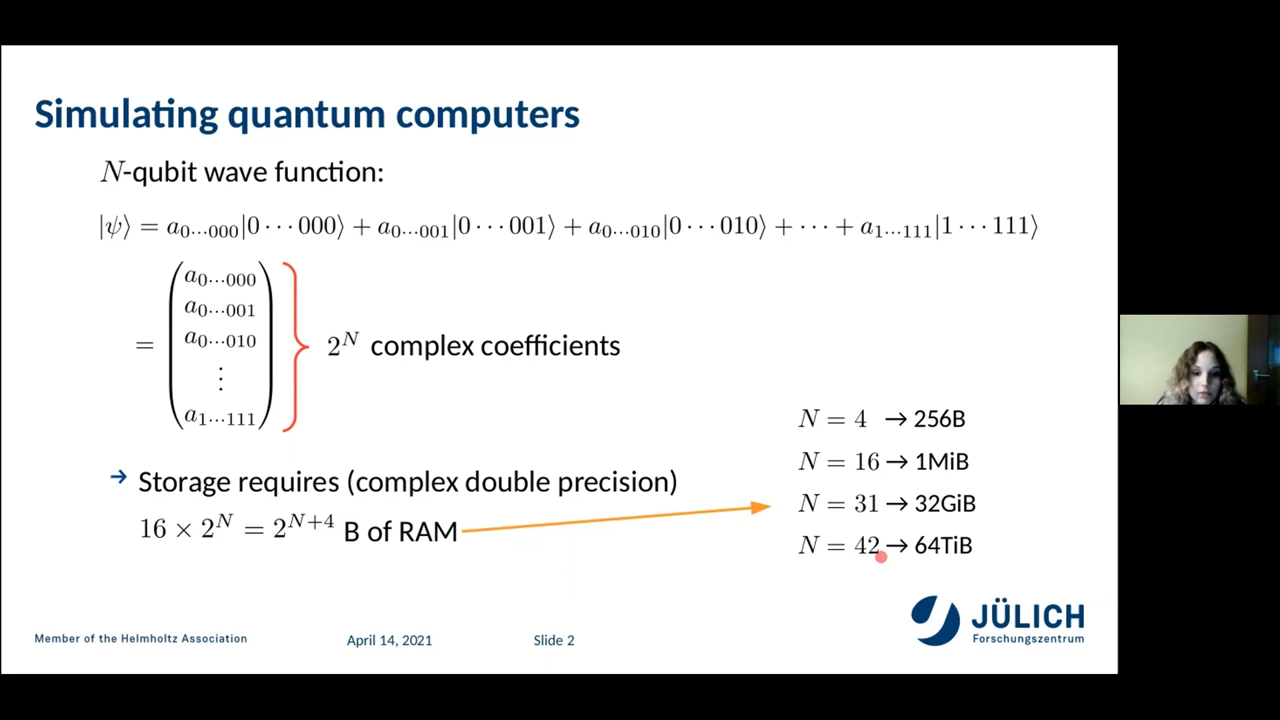 Simulating quantum computers
N-qubit wave function:
|ψ⟩ = a₀...₀₀₀|0 ··· 000⟩ + a₀...₀₀₁|0 ··· 001⟩ + a₀...₀₁₀|0 ··· 010⟩ + ··· + a₁...₁₁₁|1 ··· 111⟩
a₀...₀₀₀
a₀...₀₀₁
a₀...₀₁₀
=
⋮
a₁...₁₁₁
2ᴺ complex coefficients
→ Storage requires (complex double precision)
16 × 2ᴺ = 2ᴺ⁺⁴ B of RAM
N = 4 → 256B
N = 16 → 1MiB
N = 31 → 32GiB
N = 42 → 64TiB
Member of the Helmholtz Association
April 14, 2021
Slide 2
JÜLICH
Forschungszentrum